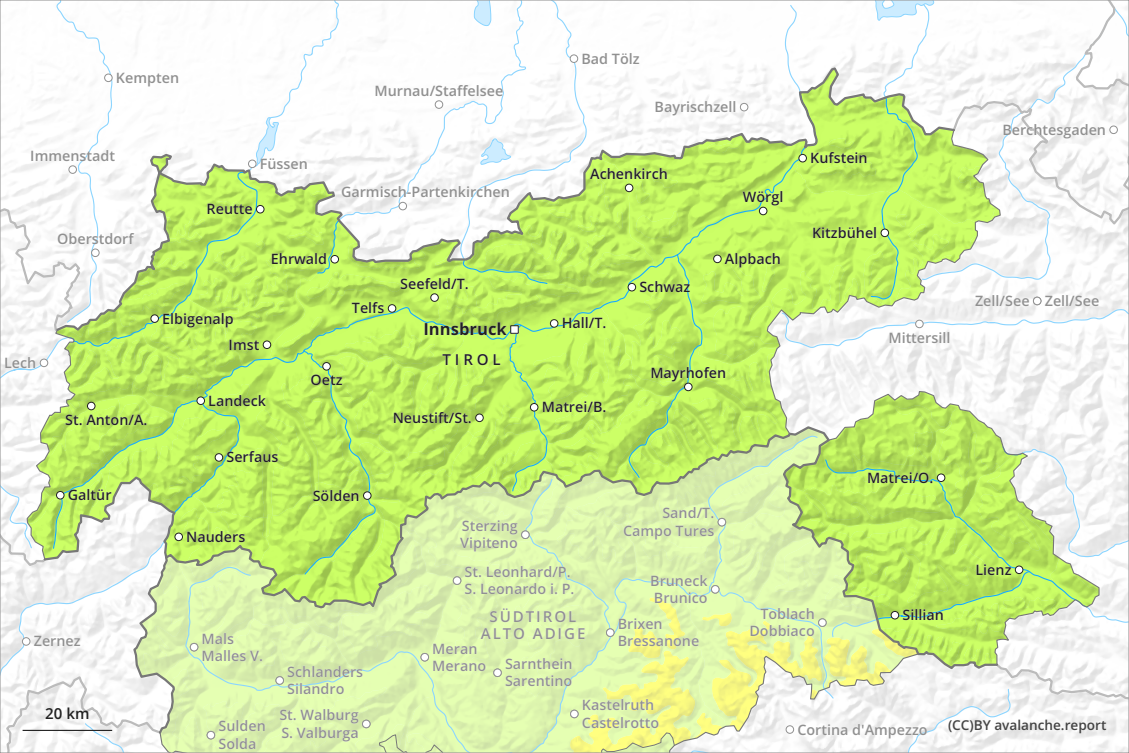 Kempten
Bad Tölz
Murnau/Staffelsee
Bayrischzell
Berchtesgaden
Immenstadt
Füssen
Kufstein
Achenkirch
Garmisch-Partenkirchen
Wörgl
Reutte
Oberstdorf
Kitzbühel
Ehrwald
Alpbach
Seefeld/T.
Schwaz
Zell/See
Zell/See
Telfs
Elbigenalp
Innsbruck
Hall/T.
Mittersill
Imst
TIROL
Lech
Oetz
Mayrhofen
Landeck
Matrei/B.
St. Anton/A.
Neustift/St.
Serfaus
Matrei/O.
Galtür
Sölden
Sand/T.
Campo Tures
Sterzing
Vipiteno
Nauders
St. Leonhard/P.
S. Leonardo i. P.
Lienz
Bruneck
Brunico
SÜDTIROL
ALTO ADIGE
Toblach
Dobbiaco
Sillian
Brixen
Bressanone
Zernez
Mals
Malles V.
Meran
Merano
Sarnthein
Sarentino
Schlanders
Silandro
Kastelruth
Castelrotto
20 km
St. Walburg
S. Valburga
Sulden
Solda
Cortina d'Ampezzo
(CC)BY avalanche.report